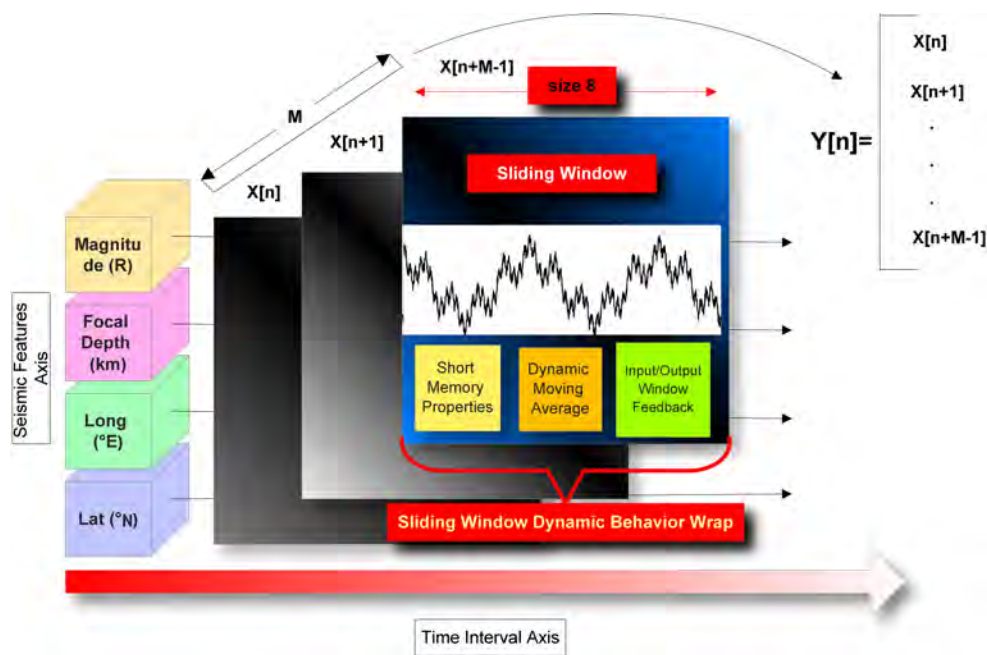 X[n+M-1]
size 8
M
X[n+1]
X[n]
Sliding Window
Y[n]=
X[n]
X[n+1]
.
.
.
X[n+M-1]
Seismic Features
Axis
Magnitu
de (R)
Focal
Depth
(km)
Long
(°E)
Lat (°N)
Short
Memory
Properties
Dynamic
Moving
Average
Input/Output
Window
Feedback
Sliding Window Dynamic Behavior Wrap
Time Interval Axis